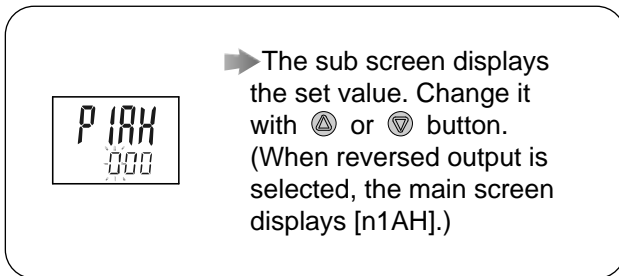 P1AH
000
The sub screen displays
the set value. Change it
with or button.
(When reversed output is
selected, the main screen
displays [n1AH].)